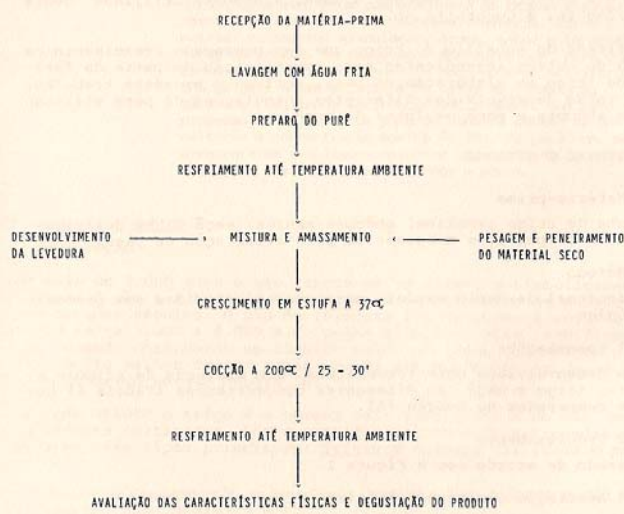 RECEPÇÃO DA MATÉRIA-PRIMA
LAVAGEM COM ÁGUA FRIA
PREPARO DO PURÊ
RESFRIAMENTO ATÉ TEMPERATURA AMBIENTE
DESENVOLVIMENTO
DA LEVEDURA
MISTURA E AMASSAMENTO
PESAGEM E PENEIRAMENTO
DO MATERIAL SECO
CRESCIMENTO EM ESTUFA A 37ºC
COCÇÃO A 200ºC / 25 - 30'
RESFRIAMENTO ATÉ TEMPERATURA AMBIENTE
AVALIAÇÃO DAS CARACTERÍSTICAS FÍSICAS E DEGUSTAÇÃO DO PRODUTO